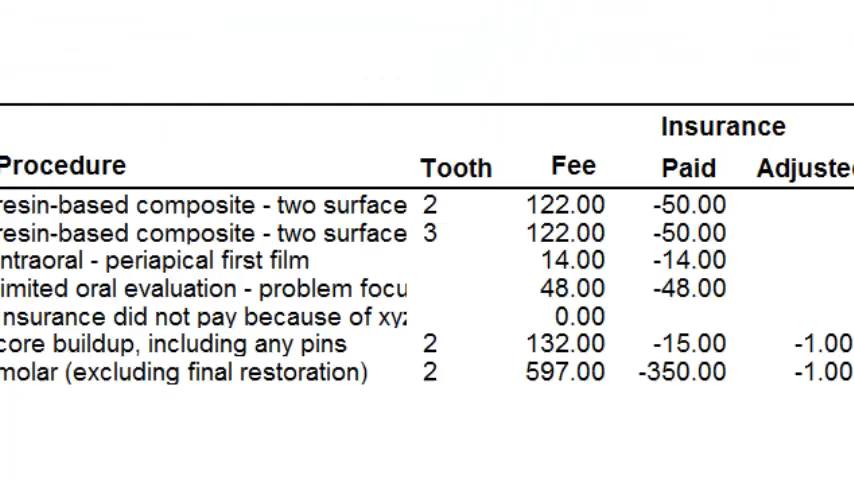 Insurance
Procedure Tooth Fee Paid Adjusted
resin-based composite - two surface 2 122.00 -50.00
resin-based composite - two surface 3 122.00 -50.00
ntraoral - periapical first film 14.00 -14.00
imited oral evaluation - problem focu 48.00 -48.00
nsurance did not pay because of xyz 0.00
core buildup, including any pins 2 132.00 -15.00 -1.00
molar (excluding final restoration) 2 597.00 -350.00 -1.00